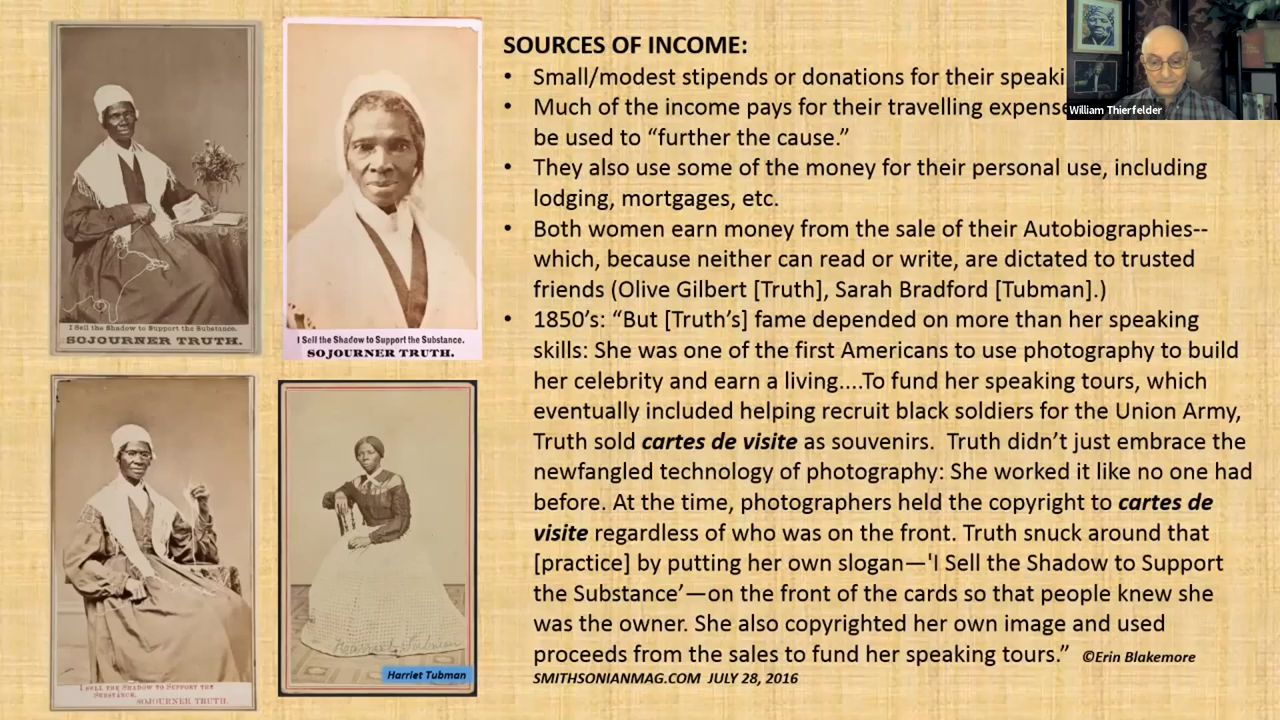 SOURCES OF INCOME:
• Small/modest stipends or donations for their
• Much of the income pays for their travelling
be used to “further the cause.”
• They also use some of the money for their personal use, including
lodging, mortgages, etc.
• Both women earn money from the sale of their Autobiographies--
which, because neither can read or write, are dictated to trusted
friends (Olive Gilbert [Truth], Sarah Bradford [Tubman].)
• 1850’s: “But [Truth’s] fame depended on more than her speaking
skills: She was one of the first Americans to use photography to build
her celebrity and earn a living....To fund her speaking tours, which
eventually included helping recruit black soldiers for the Union Army,
Truth sold cartes de visite as souvenirs. Truth didn’t just embrace the
newfangled technology of photography: She worked it like no one had
before. At the time, photographers held the copyright to cartes de
visite regardless of who was on the front. Truth snuck around that
[practice] by putting her own slogan—'I Sell the Shadow to Support
the Substance’—on the front of the cards so that people knew she
was the owner. She also copyrighted her own image and used
proceeds from the sales to fund her speaking tours.” ©Erin Blakemore
SMITHSONIANMAG.COM JULY 28, 2016
William Thierfelder
I Sell the Shadow to Support the Substance.
SOJOURNER TRUTH.
I Sell the Shadow to Support the Substance.
SOJOURNER TRUTH.
I SELL THE SHADOW TO SUPPORT THE
SUBSTANCE.
SOJOURNER TRUTH.
Harriet Tubman
Harriet Tubman